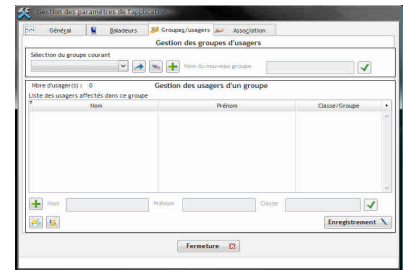 Gestion des paramètres de l'application
Général Baladeurs Groupes/usagers Association
Gestion des groupes d'usagers
Sélection du groupe courant
Nom du nouveau groupe
Nbre d'usager(s) : 0 Gestion des usagers d'un groupe
Liste des usagers affectés dans ce groupe
Nom Prénom Classe/Groupe
Nom Prénom Classe
Enregistrement
Fermeture